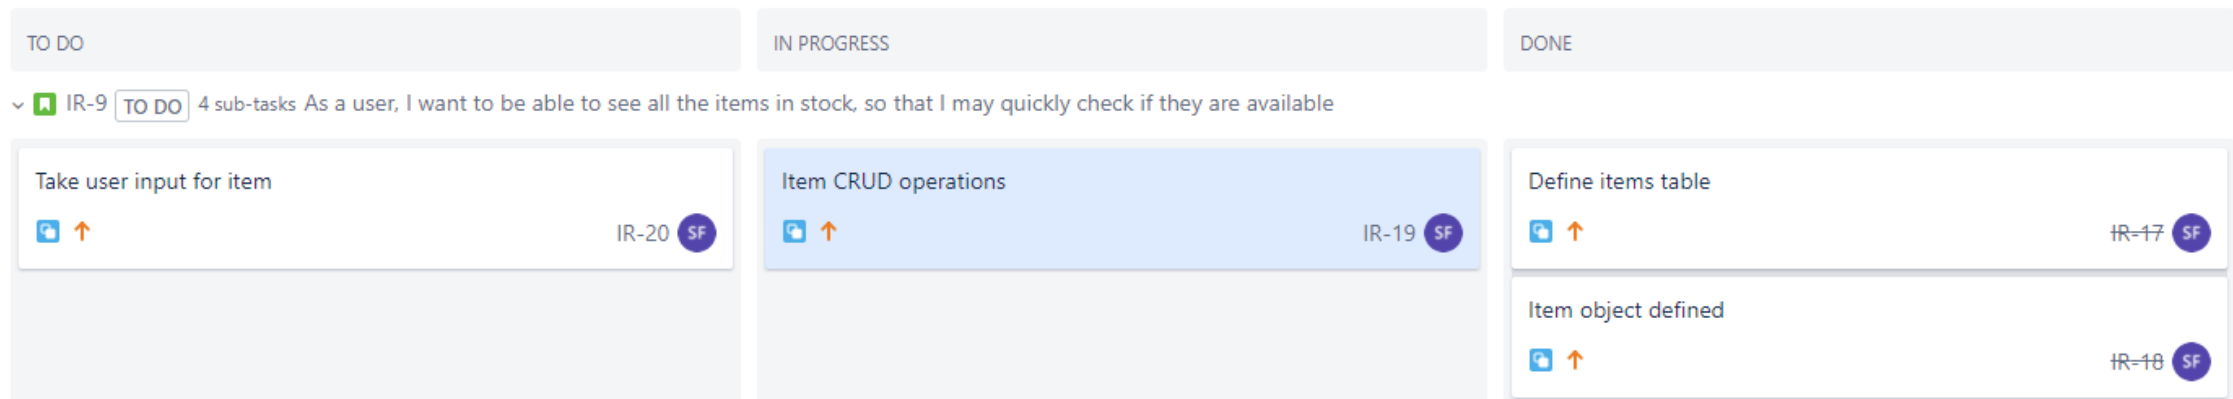 TO DO
IN PROGRESS
DONE
IR-9 TO DO 4 sub-tasks As a user, I want to be able to see all the items in stock, so that I may quickly check if they are available
Take user input for item
IR-20 SF
Item CRUD operations
IR-19 SF
Define items table
IR-17 SF
Item object defined
IR-18 SF